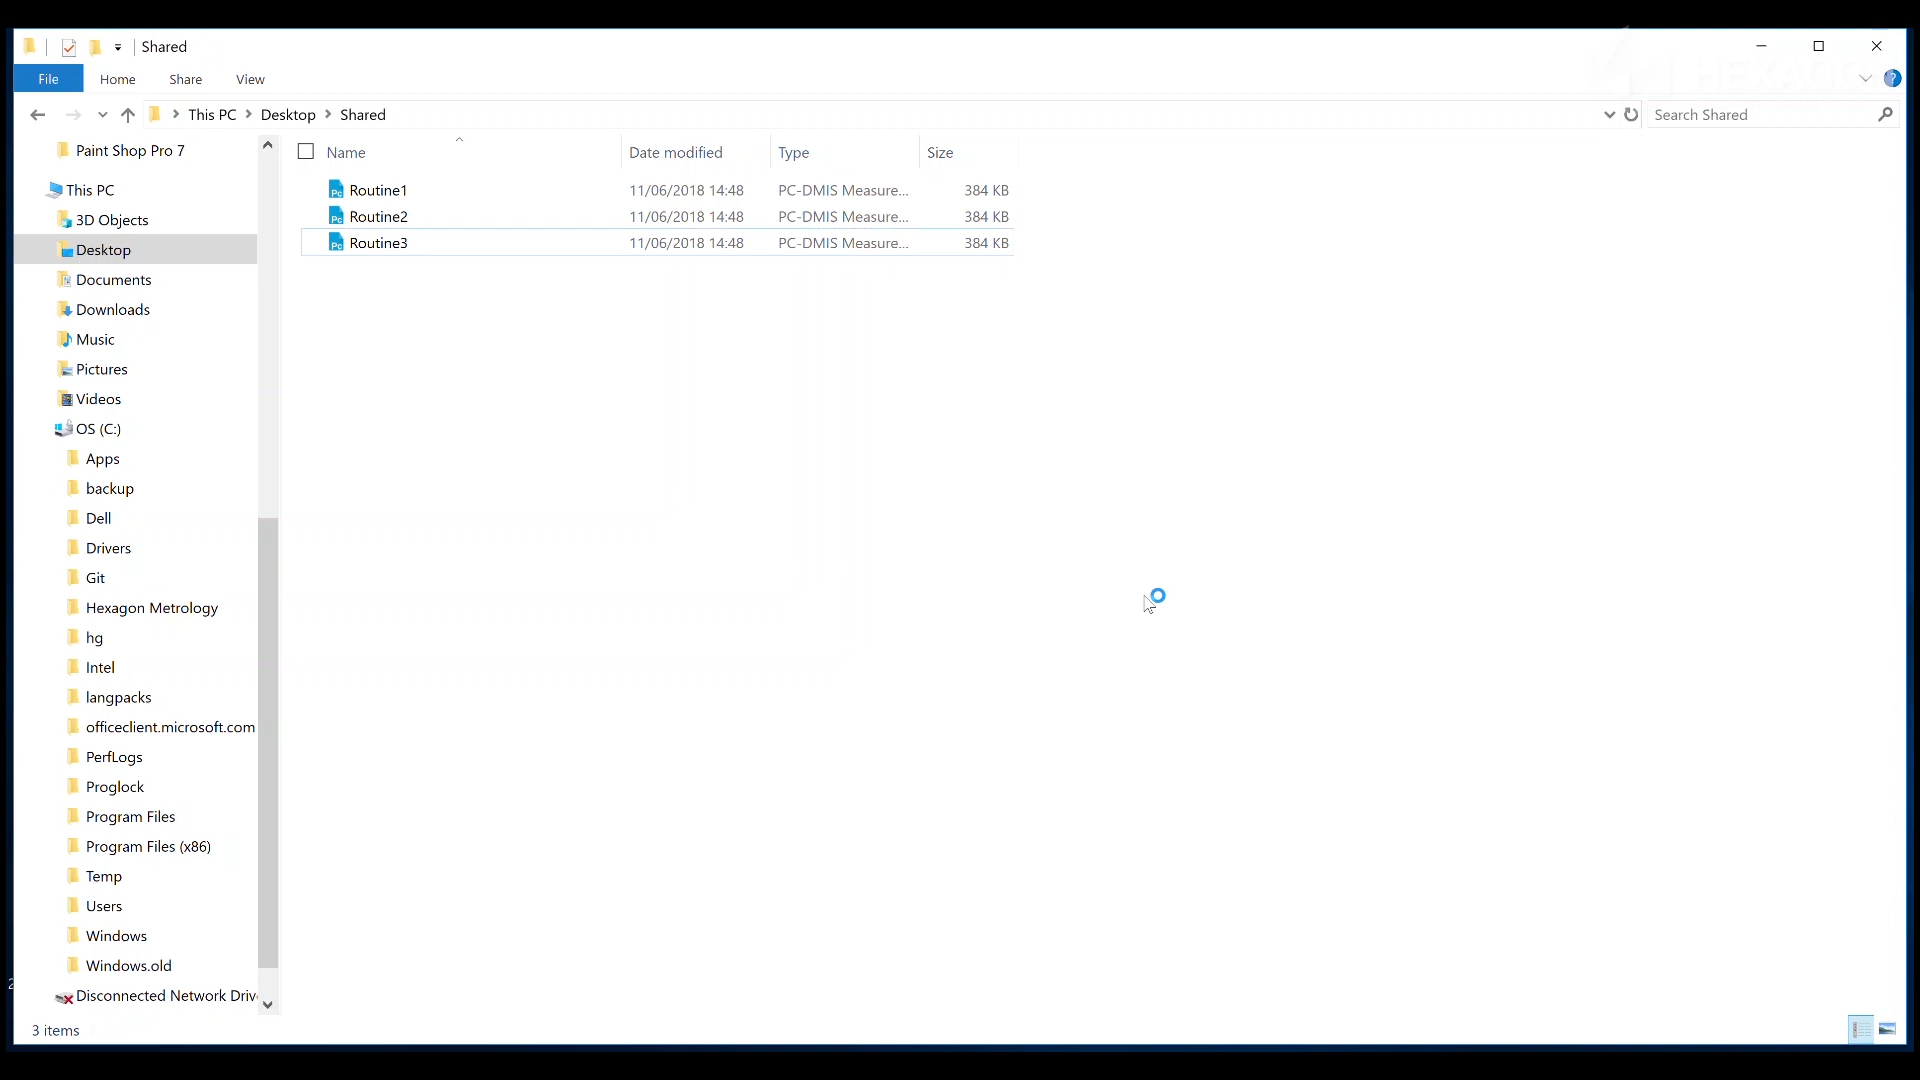 Shared
File Home Share View
This PC Desktop Shared
Search Shared
Name Date modified Type Size
Routine1 11/06/2018 14:48 PC-DMIS Measure... 384 KB
Routine2 11/06/2018 14:48 PC-DMIS Measure... 384 KB
Routine3 11/06/2018 14:48 PC-DMIS Measure... 384 KB
Paint Shop Pro 7
This PC
3D Objects
Desktop
Documents
Downloads
Music
Pictures
Videos
OS (C:)
Apps
backup
Dell
Drivers
Git
Hexagon Metrology
hg
Intel
langpacks
officeclient.microsoft.com
PerfLogs
Proglock
Program Files
Program Files (x86)
Temp
Users
Windows
Windows.old
Disconnected Network Driv
3 items